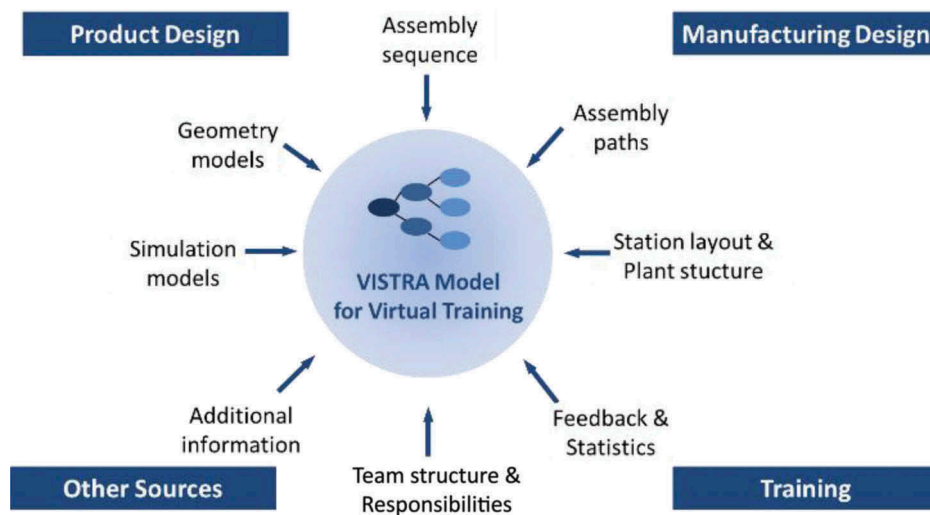 Product Design
Assembly
sequence
Manufacturing Design
Geometry
models
Assembly
paths
Simulation
models
VISTRA Model
for Virtual Training
Station layout &
Plant stucture
Additional
information
Feedback &
Statistics
Other Sources
Team structure &
Responsibilities
Training